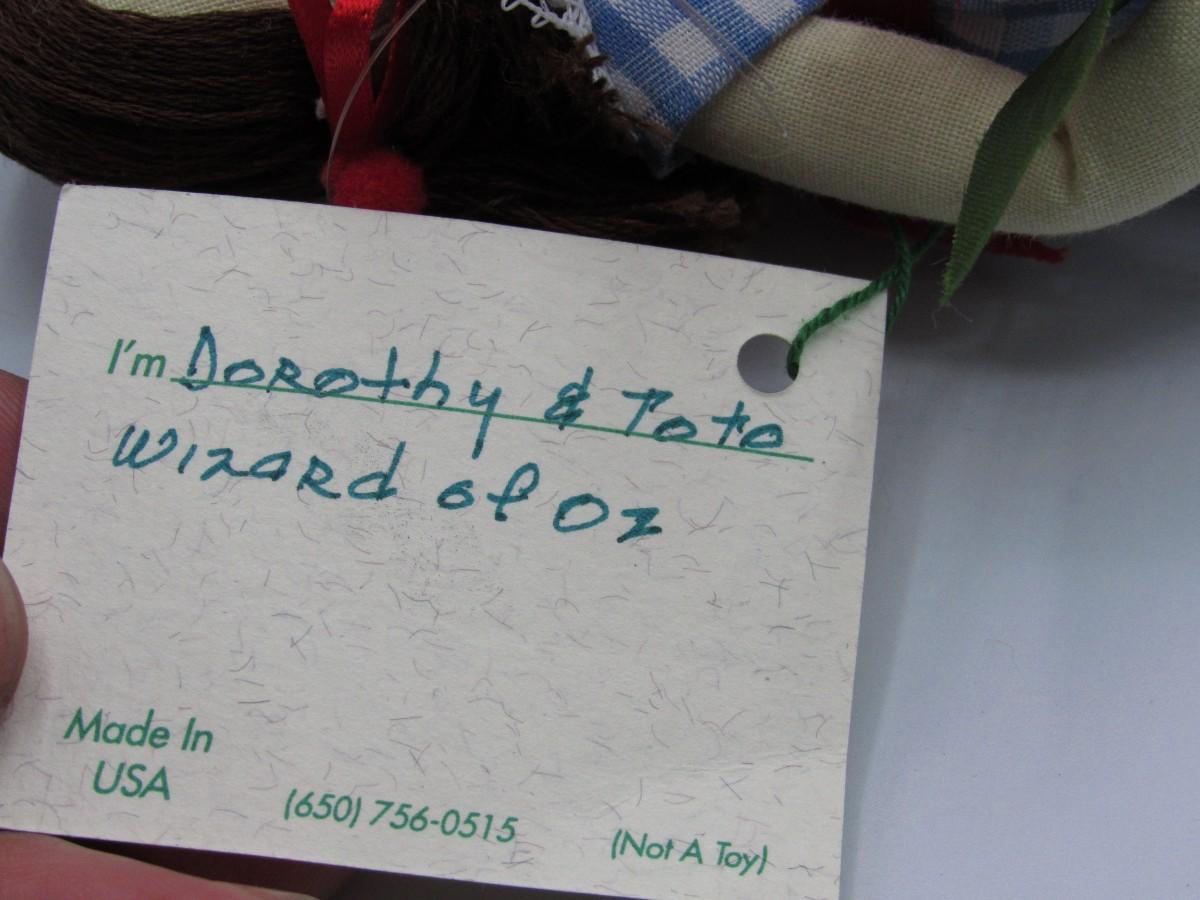 I'm Dorothy & Toto
Wizard of Oz
Made In
USA
(650) 756-0515
(Not A Toy)